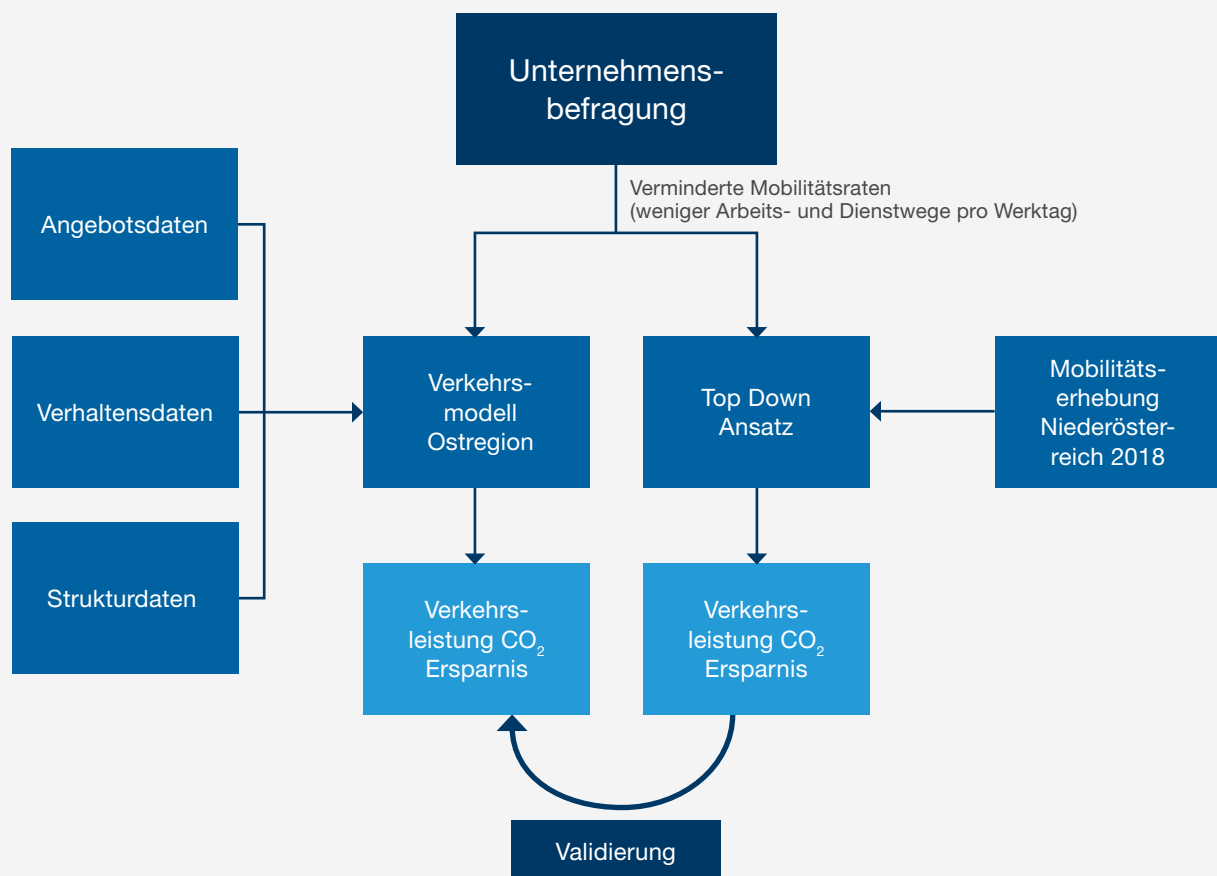 Unternehmens-
befragung
Verminderte Mobilitätsraten
(weniger Arbeits- und Dienstwege pro Werktag)
Angebotsdaten
Verhaltensdaten
Strukturdaten
Verkehrs-
modell
Ostregion
Top Down
Ansatz
Mobilitäts-
erhebung
Niederöster-
reich 2018
Verkehrs-
leistung CO₂
Ersparnis
Verkehrs-
leistung CO₂
Ersparnis
Validierung